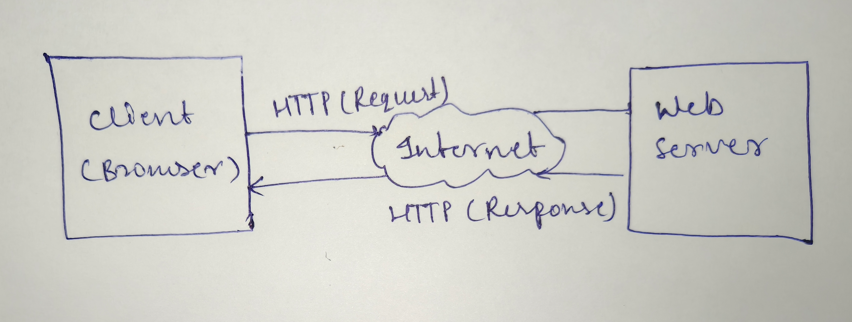 Client
(Browser)
HTTP (Request)
Internet
HTTP (Response)
Web
Server